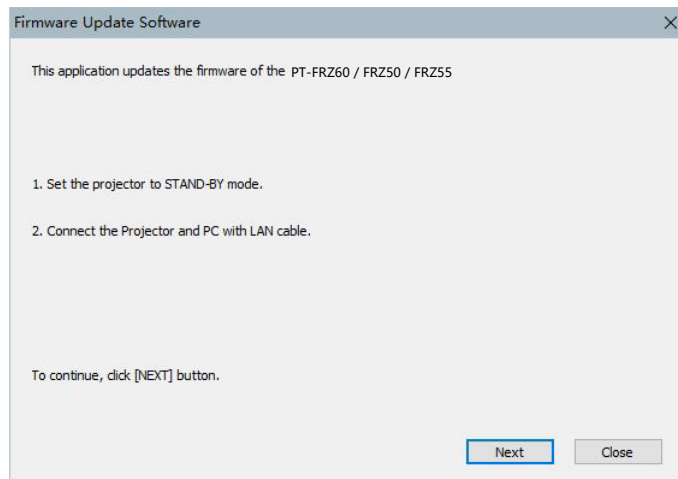 Firmware Update Software
This application updates the firmware of the PT-FRZ60 / FRZ50 / FRZ55
1. Set the projector to STAND-BY mode.
2. Connect the Projector and PC with LAN cable.
To continue, click [NEXT] button.
Next Close